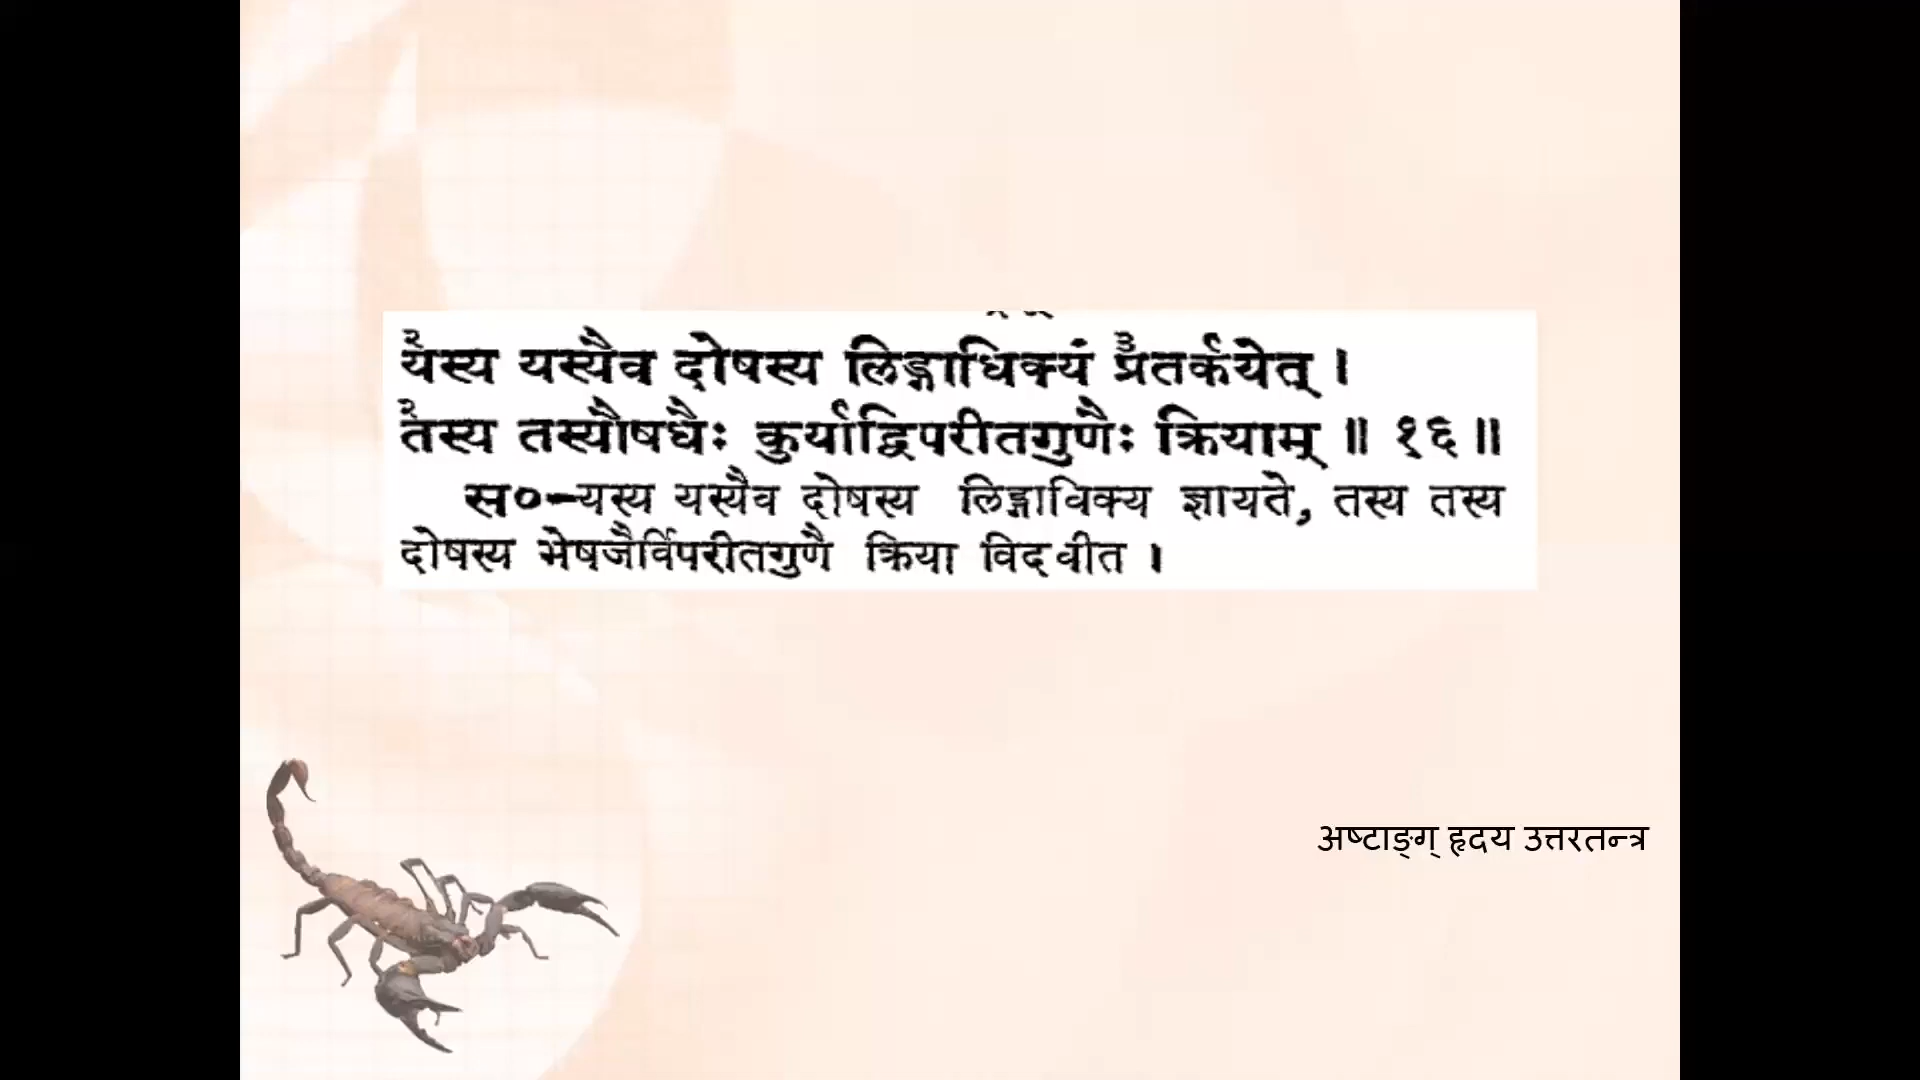 यस्य यस्यैव दोषस्य लिङ्गाधिक्यं प्रतर्कयेत् ।
तस्य तस्यौषधैः कुर्याद्विपरीतगुणैः क्रियाम् ॥ १६ ॥
स०–यस्य यस्यैव दोषस्य लिङ्गाविक्य ज्ञायते, तस्य तस्य
दोषस्य भेषजैर्विपरीतगुणै क्रिया विदवीत ।
अष्टाङ्ग् हृदय उत्तरतन्त्र